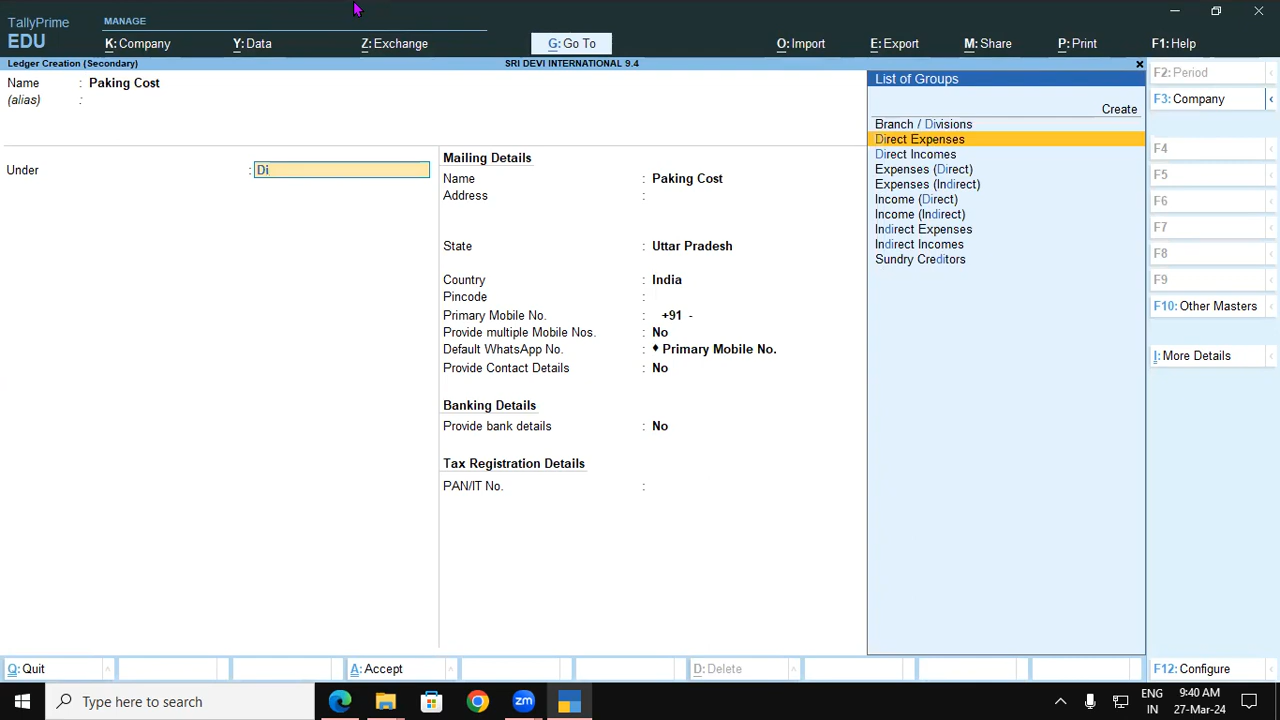 TallyPrime
EDU
MANAGE
K: Company
Y: Data
Z: Exchange
G: Go To
O: Import
E: Export
M: Share
P: Print
F1: Help
Ledger Creation (Secondary)
SRI DEVI INTERNATIONAL 9.4
Name : Paking Cost
(alias) :
Under : Di
Mailing Details
Name : Paking Cost
Address :
State : Uttar Pradesh
Country : India
Pincode :
Primary Mobile No. : +91 -
Provide multiple Mobile Nos. : No
Default WhatsApp No. : ♦ Primary Mobile No.
Provide Contact Details : No
Banking Details
Provide bank details : No
Tax Registration Details
PAN/IT No. :
List of Groups
Create
Branch / Divisions
Direct Expenses
Direct Incomes
Expenses (Direct)
Expenses (Indirect)
Income (Direct)
Income (Indirect)
Indirect Expenses
Indirect Incomes
Sundry Creditors
F2: Period
F3: Company
F4
F5
F6
F7
F8
F9
F10: Other Masters
I: More Details
Q: Quit
A: Accept
D: Delete
F12: Configure
Type here to search
zm
ENG
IN
9:40 AM
27-Mar-24